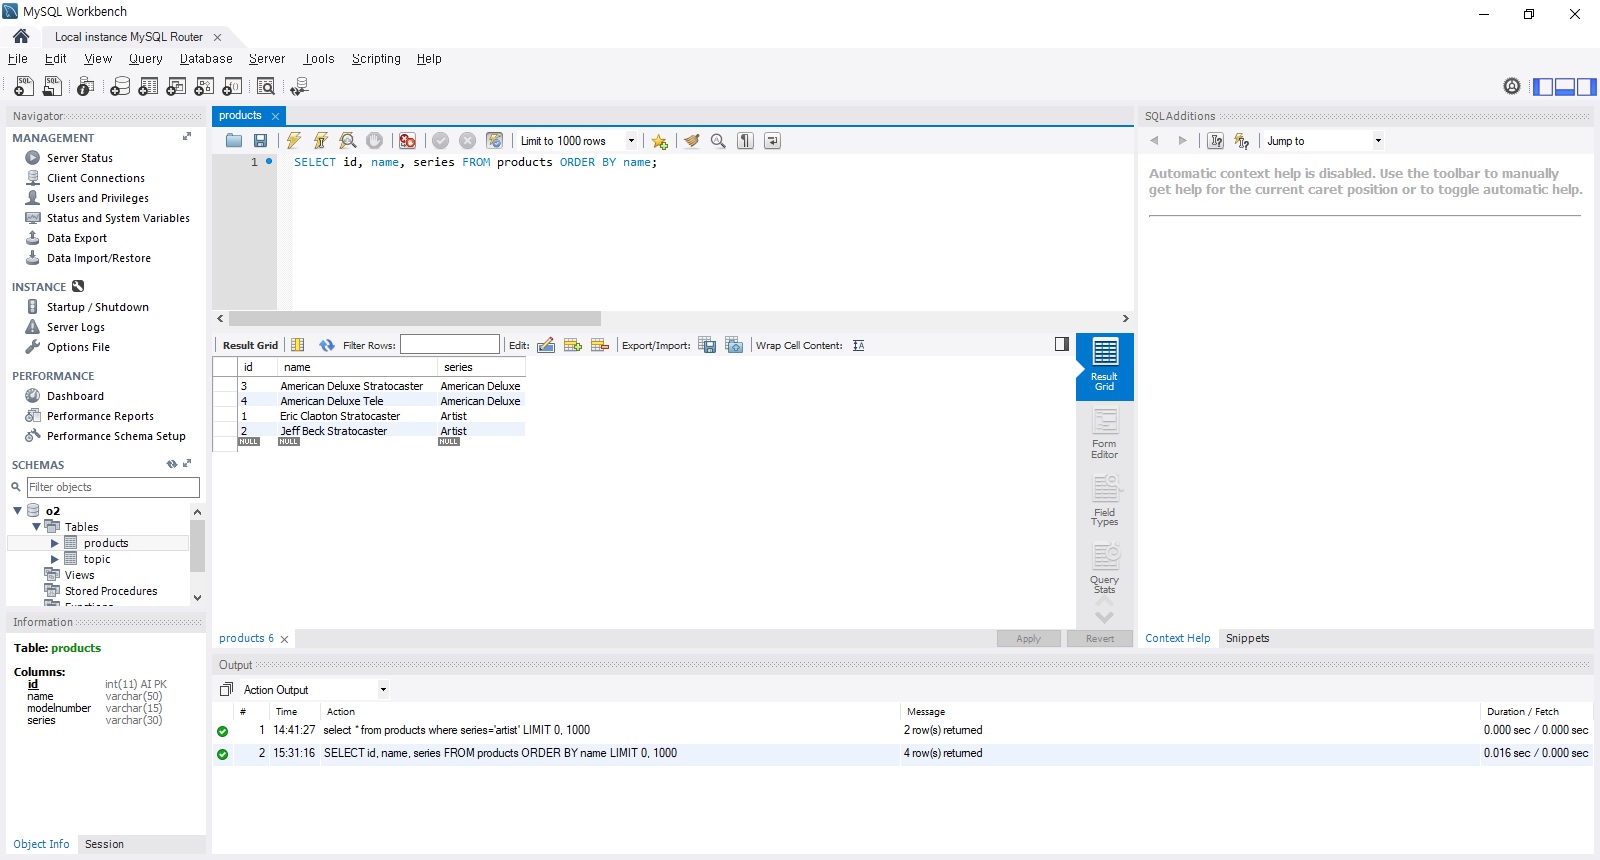 MySQL Workbench
Local instance MySQL Router
File Edit View Query Database Server Tools Scripting Help
Navigator
MANAGEMENT
Server Status
Client Connections
Users and Privileges
Status and System Variables
Data Export
Data Import/Restore
INSTANCE
Startup / Shutdown
Server Logs
Options File
PERFORMANCE
Dashboard
Performance Reports
Performance Schema Setup
SCHEMAS
Filter objects
o2
Tables
products
topic
Views
Stored Procedures
Functions
Information
Table: products
Columns:
id int(11) AI PK
name varchar(50)
modelnumber varchar(15)
series varchar(30)
Object Info Session
products
Limit to 1000 rows
1 SELECT id, name, series FROM products ORDER BY name;
Result Grid Filter Rows: Edit: Export/Import: Wrap Cell Content:
id name series
3 American Deluxe Stratocaster American Deluxe
4 American Deluxe Tele American Deluxe
1 Eric Clapton Stratocaster Artist
2 Jeff Beck Stratocaster Artist
NULL NULL NULL
Result
Grid
Form
Editor
Field
Types
Query
Stats
products 6 Apply Revert
SQLAdditions
Jump to
Automatic context help is disabled. Use the toolbar to manually
get help for the current caret position or to toggle automatic help.
Context Help Snippets
Output
Action Output
# Time Action Message Duration / Fetch
1 14:41:27 select * from products where series='artist' LIMIT 0, 1000 2 row(s) returned 0.000 sec / 0.000 sec
2 15:31:16 SELECT id, name, series FROM products ORDER BY name LIMIT 0, 1000 4 row(s) returned 0.016 sec / 0.000 sec